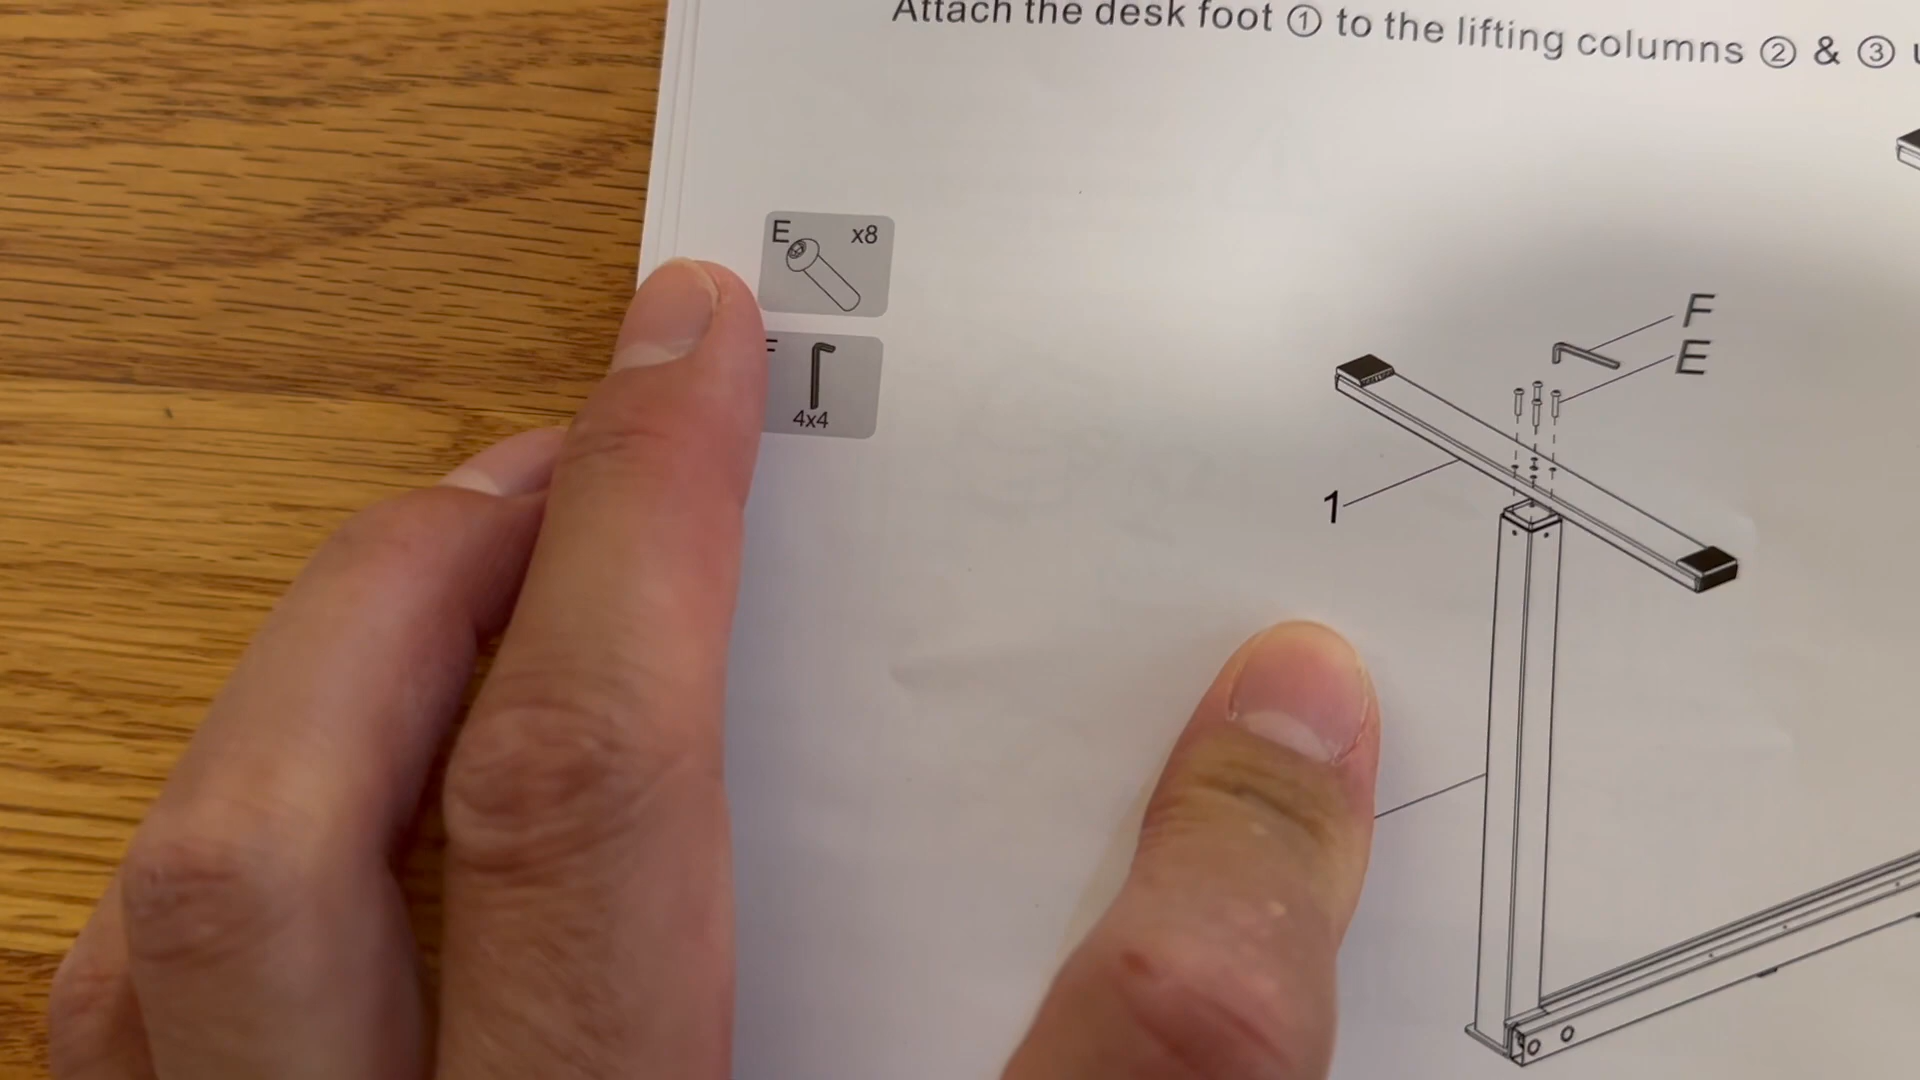 Attach the desk foot ① to the lifting columns ② & ③
E x8
F
4x4
F
E
1